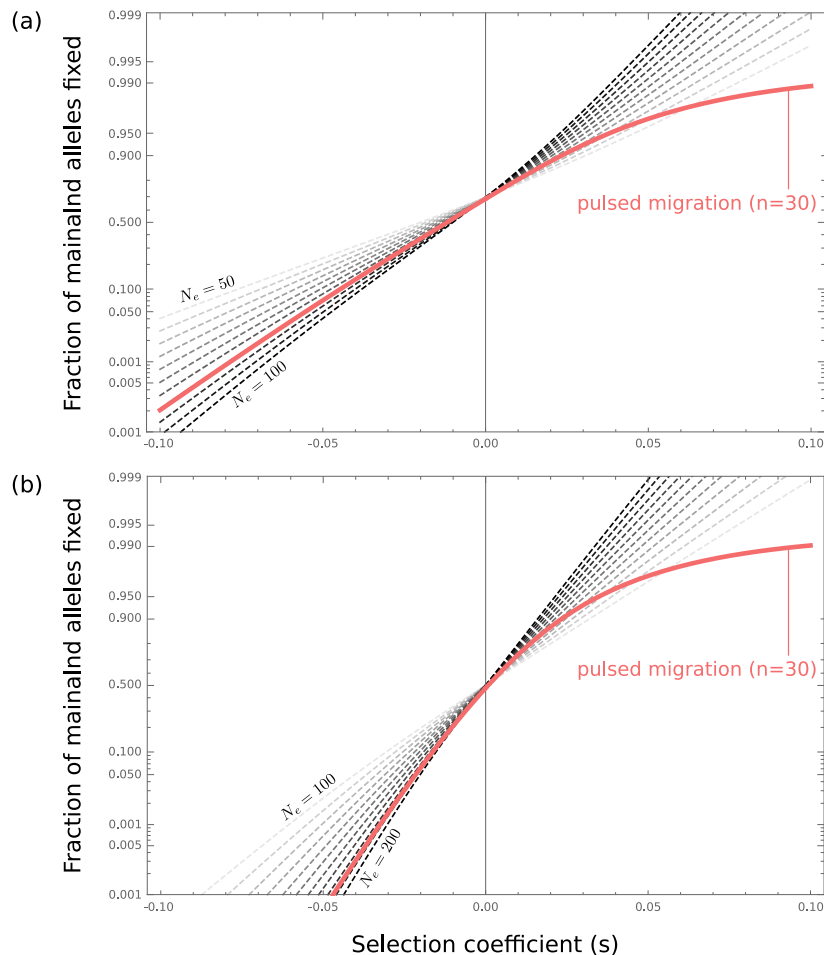 (a)
Fraction of mainalnd alleles fixed
0.999
0.995
0.990
0.950
0.900
0.500
0.100
0.050
0.001
0.005
0.001
N_e = 50
N_e = 100
pulsed migration (n=30)
-0.10
-0.05
0.00
0.05
0.10
(b)
Fraction of mainalnd alleles fixed
0.999
0.995
0.990
0.950
0.900
0.500
0.100
0.050
0.001
0.005
0.001
N_e = 100
N_e = 200
pulsed migration (n=30)
-0.10
-0.05
0.00
0.05
0.10
Selection coefficient (s)